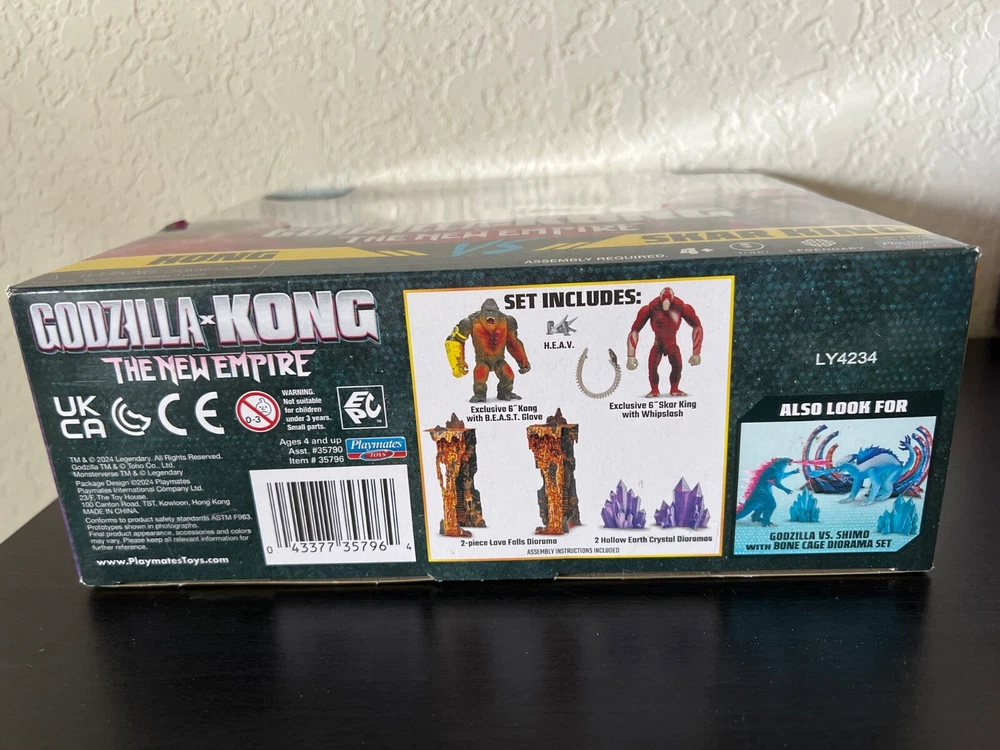 KONG
VS
SKAR KING
THE NEW EMPIRE
ASSEMBLY REQUIRED.
4+
LEGENDARY
GODZILLA x KONG
THE NEW EMPIRE
UK
CA
CE
0-3
WARNING.
Not suitable
for children
under 3 years.
Small parts.
EPC
Ages 4 and up
Asst. #35790
Item # 35796
Playmates
TOYS
TM & © 2024 Legendary. All Rights Reserved.
Godzilla TM & © Toho Co., Ltd.
Monsterverse TM & © Legendary
Package Design ©2024 Playmates
Playmates International Company Ltd.
23/F, The Toy House,
100 Canton Road, TST, Kowloon, Hong Kong
MADE IN CHINA.
Conforms to product safety standards ASTM F963.
Prototypes shown in photographs.
Final product appearance, accessories and colors
may vary. Please keep all relevant information for
further reference.
www.PlaymatesToys.com
0 43377 35796 4
SET INCLUDES:
H.E.A.V.
Exclusive 6" Kong
with B.E.A.S.T. Glove
Exclusive 6" Skar King
with Whipslash
2-piece Lava Falls Diorama
2 Hollow Earth Crystal Dioramas
ASSEMBLY INSTRUCTIONS INCLUDED
LY4234
ALSO LOOK FOR
GODZILLA VS. SHIMO
WITH BONE CAGE DIORAMA SET